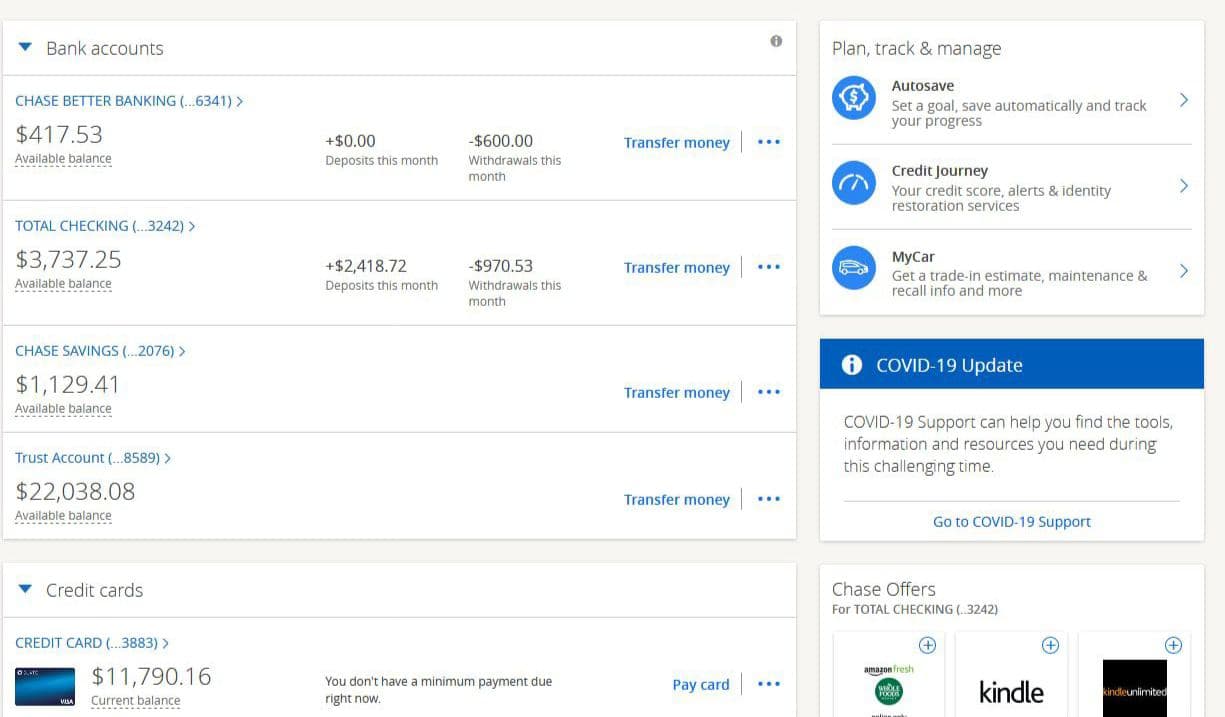 Bank accounts
CHASE BETTER BANKING (...6341)
$417.53
Available balance
+$0.00
Deposits this month
-$600.00
Withdrawals this
month
Transfer money
TOTAL CHECKING (...3242)
$3,737.25
Available balance
+$2,418.72
Deposits this month
-$970.53
Withdrawals this
month
Transfer money
CHASE SAVINGS (...2076)
$1,129.41
Available balance
Transfer money
Trust Account (...8589)
$22,038.08
Available balance
Transfer money
Credit cards
CREDIT CARD (...3883)
VISA
$11,790.16
Current balance
You don't have a minimum payment due
right now.
Pay card
Plan, track & manage
Autosave
Set a goal, save automatically and track
your progress
Credit Journey
Your credit score, alerts & identity
restoration services
MyCar
Get a trade-in estimate, maintenance &
recall info and more
COVID-19 Update
COVID-19 Support can help you find the tools,
information and resources you need during
this challenging time.
Go to COVID-19 Support
Chase Offers
For TOTAL CHECKING (..3242)
amazon fresh
WHOLE
FOODS
kindle
kindleunlimited